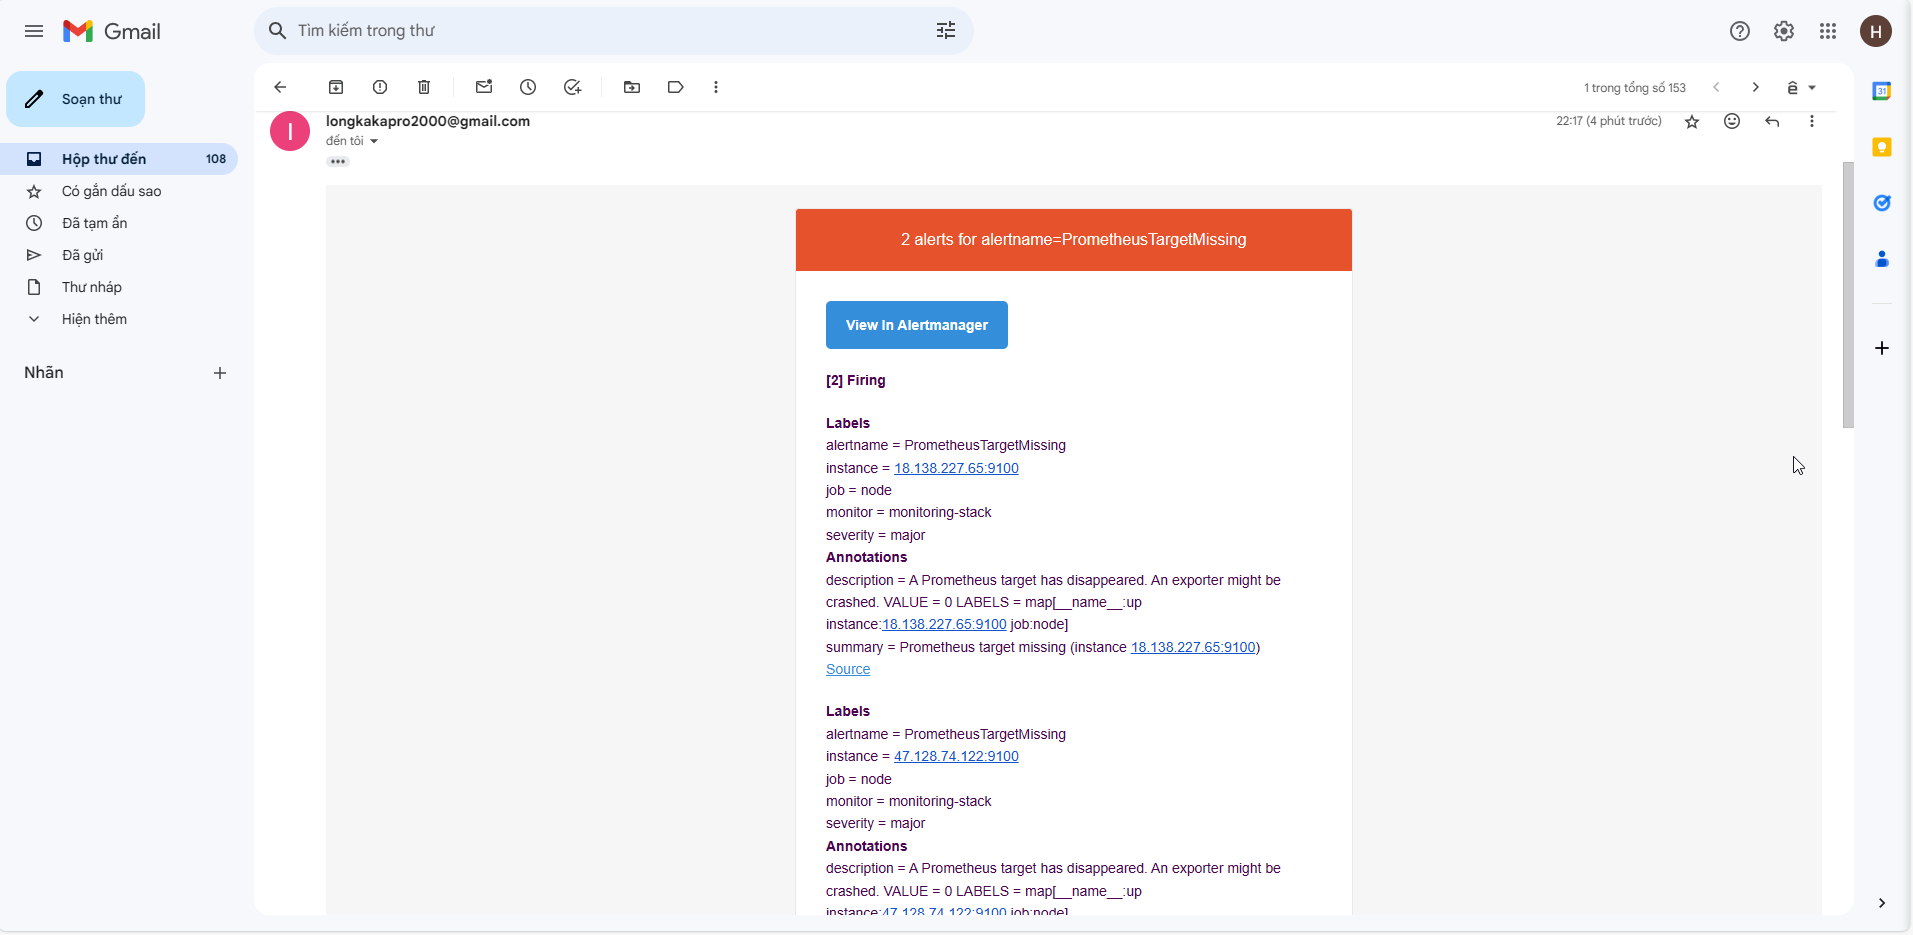 Gmail
Tìm kiếm trong thư
H
Soạn thư
1 trong tổng số 153
31
l
longkakapro2000@gmail.com
22:17 (4 phút trước)
đến tôi
Hộp thư đến 108
Có gắn dấu sao
Đã tạm ẩn
Đã gửi
Thư nháp
Hiện thêm
Nhãn
2 alerts for alertname=PrometheusTargetMissing
View In Alertmanager
[2] Firing
Labels
alertname = PrometheusTargetMissing
instance = 18.138.227.65:9100
job = node
monitor = monitoring-stack
severity = major
Annotations
description = A Prometheus target has disappeared. An exporter might be
crashed. VALUE = 0 LABELS = map[__name__:up
instance:18.138.227.65:9100 job:node]
summary = Prometheus target missing (instance 18.138.227.65:9100)
Source
Labels
alertname = PrometheusTargetMissing
instance = 47.128.74.122:9100
job = node
monitor = monitoring-stack
severity = major
Annotations
description = A Prometheus target has disappeared. An exporter might be
crashed. VALUE = 0 LABELS = map[__name__:up
instance:47.128.74.122:9100 job:node]